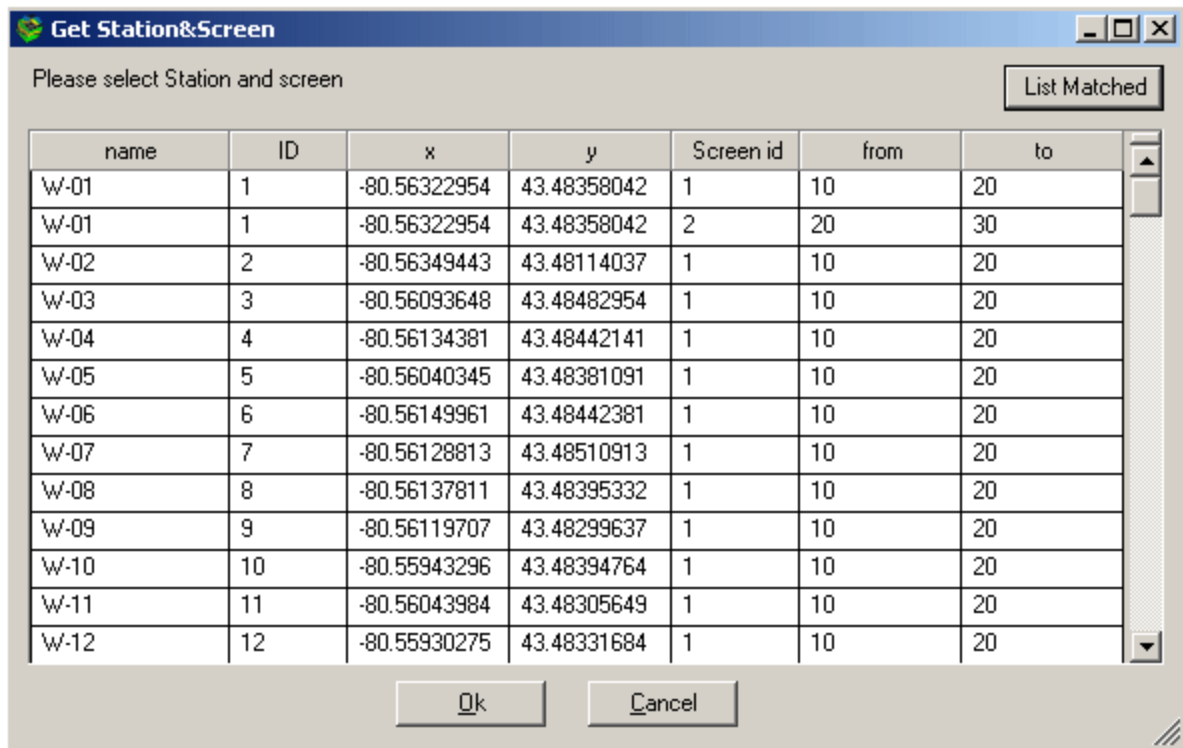 Get Station&Screen
Please select Station and screen
List Matched
name ID x y Screen id from to
W-01 1 -80.56322954 43.48358042 1 10 20
W-01 1 -80.56322954 43.48358042 2 20 30
W-02 2 -80.56349443 43.48114037 1 10 20
W-03 3 -80.56093648 43.48482954 1 10 20
W-04 4 -80.56134381 43.48442141 1 10 20
W-05 5 -80.56040345 43.48381091 1 10 20
W-06 6 -80.56149961 43.48442381 1 10 20
W-07 7 -80.56128813 43.48510913 1 10 20
W-08 8 -80.56137811 43.48395332 1 10 20
W-09 9 -80.56119707 43.48299637 1 10 20
W-10 10 -80.55943296 43.48394764 1 10 20
W-11 11 -80.56043984 43.48305649 1 10 20
W-12 12 -80.55930275 43.48331684 1 10 20
Ok Cancel